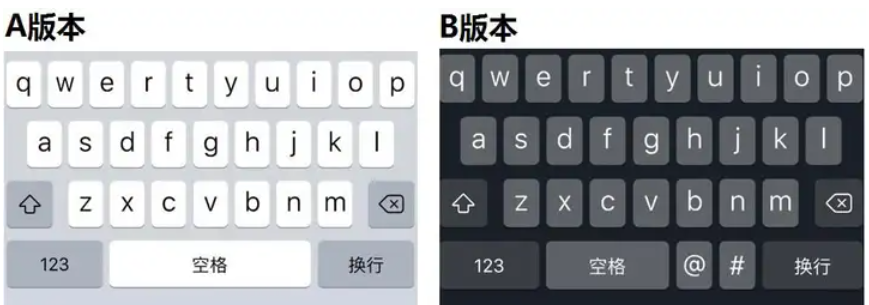 A版本
q w e r t y u i o p
a s d f g h j k l
z x c v b n m
123 空格 换行
B版本
q w e r t y u i o p
a s d f g h j k l
z x c v b n m
123 空格 @ # 换行